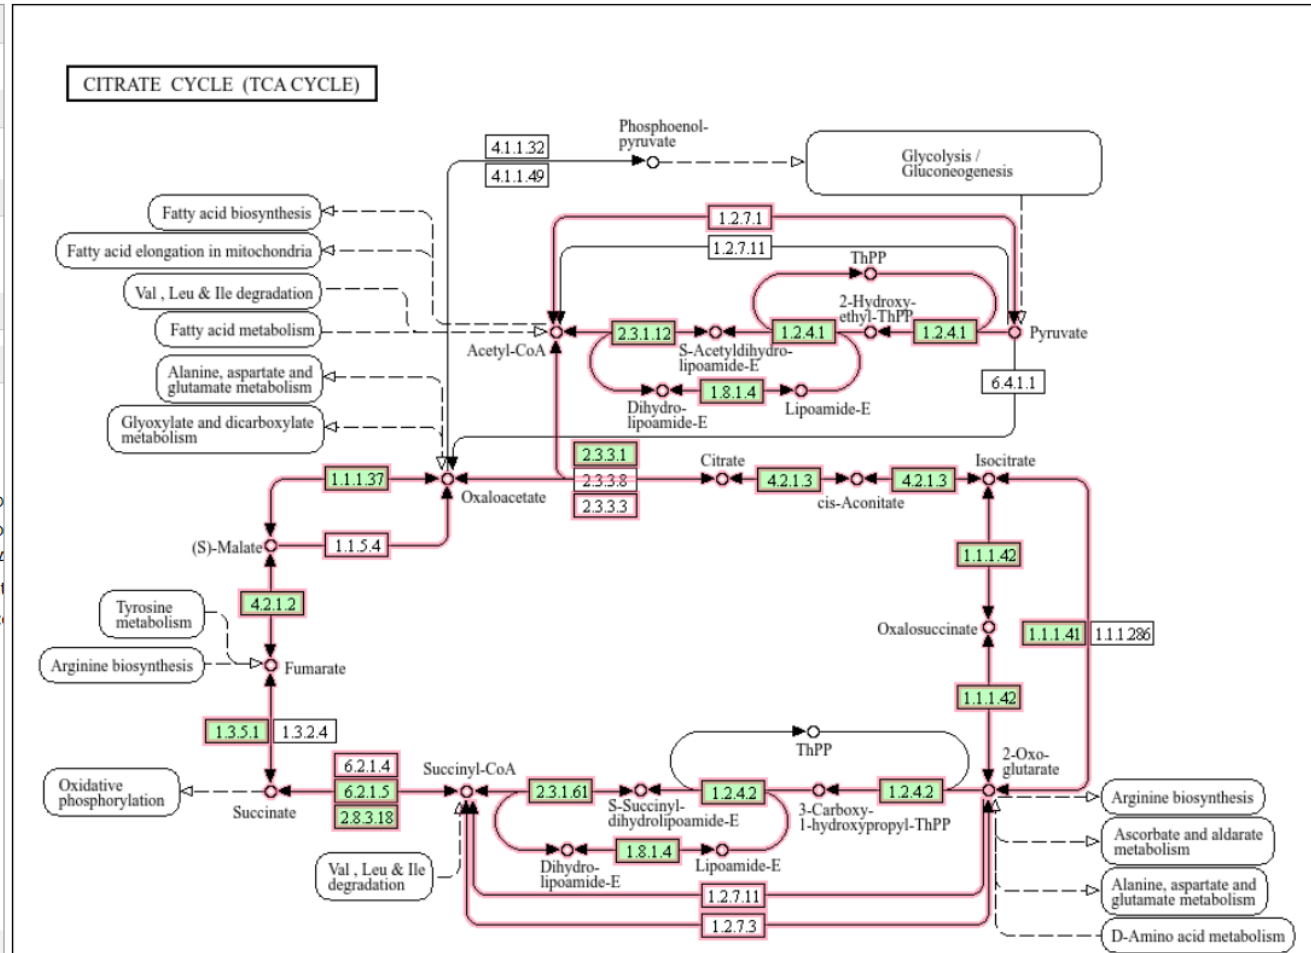 CITRATE CYCLE (TCA CYCLE)
Phosphoenol-
pyruvate
4.1.1.32
4.1.1.49
Glycolysis /
Gluconeogenesis
Fatty acid biosynthesis
Fatty acid elongation in mitochondria
Val , Leu & Ile degradation
Fatty acid metabolism
Alanine, aspartate and
glutamate metabolism
Glyoxylate and dicarboxylate
metabolism
1.2.7.1
1.2.7.11
ThPP
2-Hydroxy-
ethyl-ThPP
2.3.1.12
1.2.4.1
1.2.4.1
Pyruvate
Acetyl-CoA
S-Acetyldihydro-
lipoamide-E
1.8.1.4
Dihydro-
lipoamide-E
Lipoamide-E
6.4.1.1
2.3.3.1
2.3.3.8
2.3.3.3
Citrate
4.2.1.3
cis-Aconitate
4.2.1.3
Isocitrate
1.1.1.37
Oxaloacetate
(S)-Malate
1.1.5.4
1.1.1.42
4.2.1.2
Tyrosine
metabolism
Oxalosuccinate
1.1.1.41
1.1.1.286
Arginine biosynthesis
Fumarate
1.1.1.42
1.3.5.1
1.3.2.4
ThPP
2-Oxo-
glutarate
6.2.1.4
6.2.1.5
2.8.3.18
Succinyl-CoA
Oxidative
phosphorylation
Succinate
2.3.1.61
S-Succinyl-
dihydrolipoamide-E
1.2.4.2
3-Carboxy-
1-hydroxypropyl-ThPP
1.2.4.2
Arginine biosynthesis
Ascorbate and aldarate
metabolism
1.8.1.4
Dihydro-
lipoamide-E
Lipoamide-E
Val , Leu & Ile
degradation
1.2.7.11
1.2.7.3
Alanine, aspartate and
glutamate metabolism
D-Amino acid metabolism